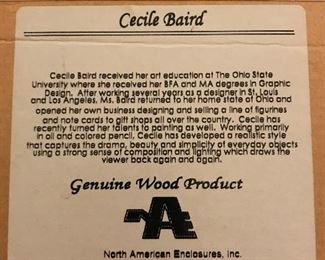 Cecile Baird
Cecile Baird received her art education at The Ohio State
University where she received her BFA and MA degrees in Graphic
Design. After working several years as a designer in St. Louis
and Los Angeles, Ms. Baird returned to her home state of Ohio and
opened her own business designing and selling a line of figurines
and note cards to gift shops all over the country. Cecile has
recently turned her talents to painting as well. Working primarily
in oil and colored pencil, Cecile has developed a realistic style
that captures the drama, beauty and simplicity of everyday objects
using a strong sense of composition and lighting which draws the
viewer back again and again.
Genuine Wood Product
North American Enclosures, Inc.